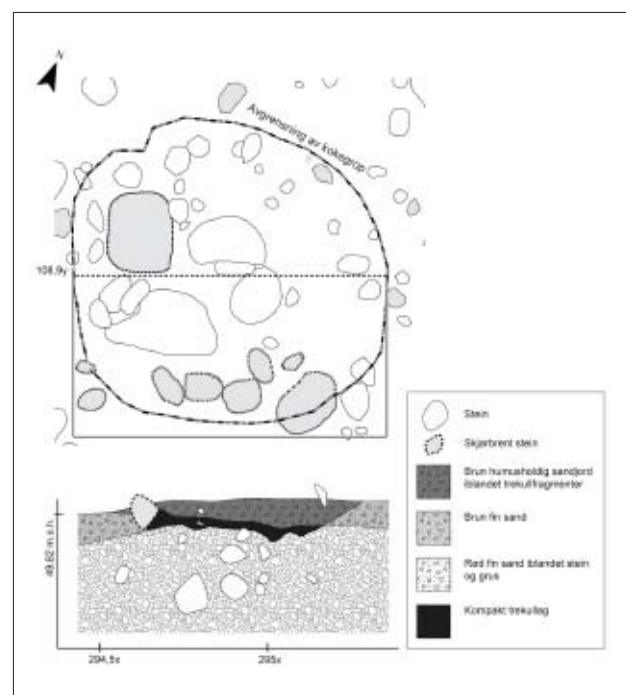 N
Avgrensning av kokegrop
108,9y
Stein
Skjørbrent stein
Brun humusholdig sandjord
iblandet trekullfragmenter
Brun fin sand
Rød fin sand iblandet stein
og grus
Kompakt trekullag
49.82 m.o.h.
294,5x
295x